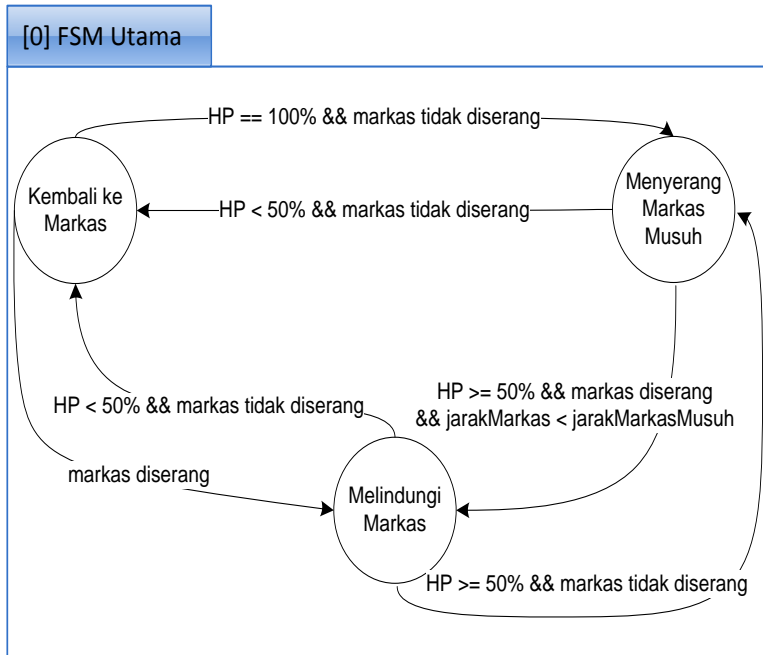 [0] FSM Utama
HP == 100% && markas tidak diserang
Kembali ke
Markas
Menyerang
Markas
Musuh
HP < 50% && markas tidak diserang
HP >= 50% && markas diserang
&& jarakMarkas < jarakMarkasMusuh
HP < 50% && markas tidak diserang
markas diserang
Melindungi
Markas
HP >= 50% && markas tidak diserang